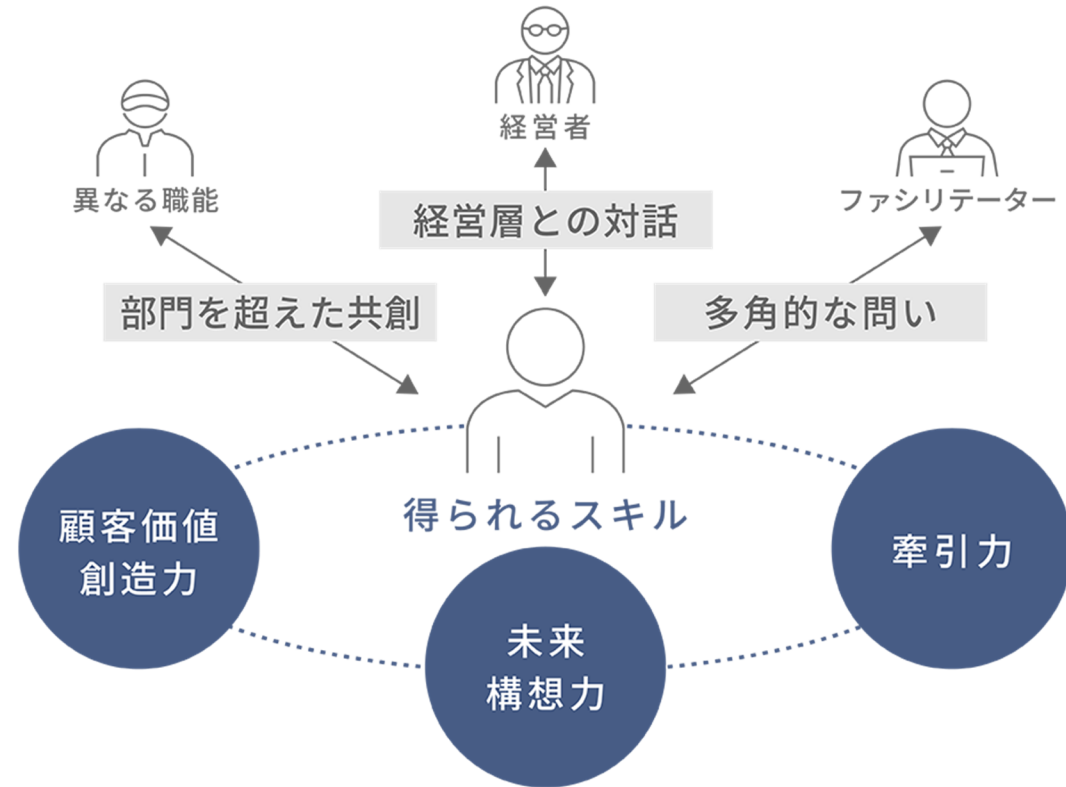 経営者
異なる職能
ファシリテーター
経営層との対話
部門を超えた共創
多角的な問い
得られるスキル
顧客価値
創造力
未来
構想力
牽引力